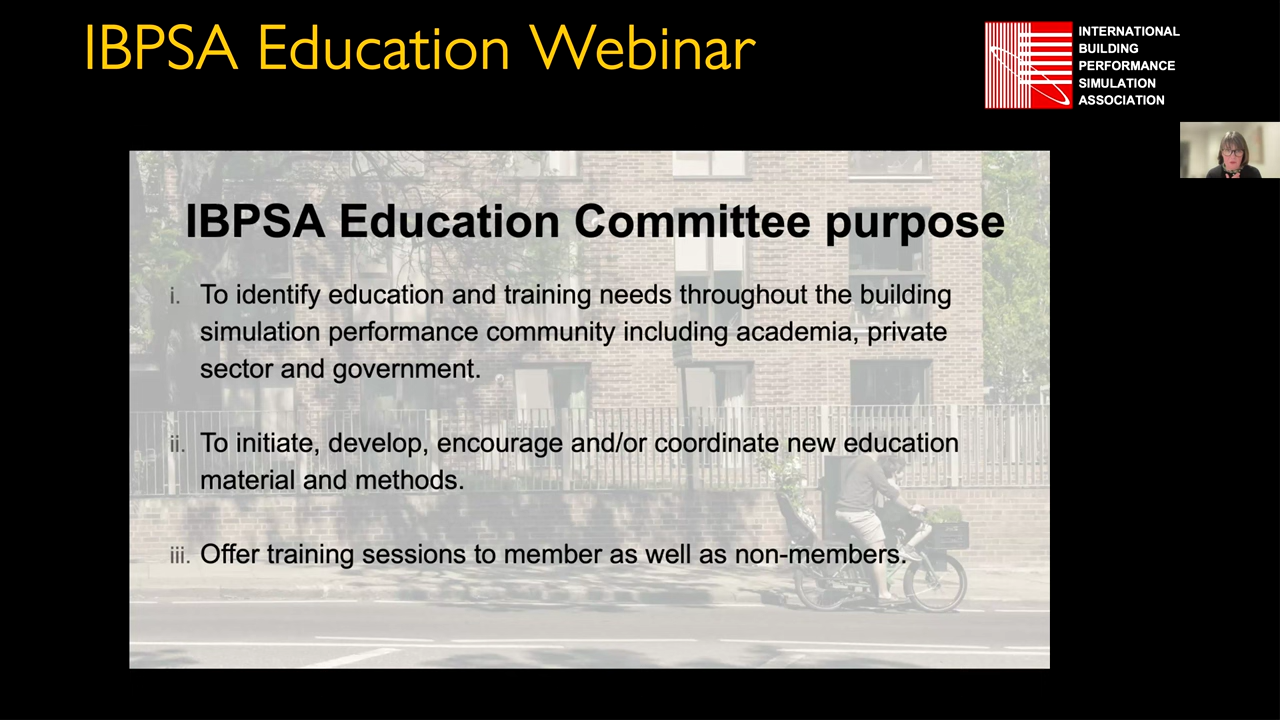 IBPSA Education Webinar
INTERNATIONAL
BUILDING
PERFORMANCE
SIMULATION
ASSOCIATION
IBPSA Education Committee purpose
i. To identify education and training needs throughout the building
simulation performance community including academia, private
sector and government.
ii. To initiate, develop, encourage and/or coordinate new education
material and methods.
iii. Offer training sessions to member as well as non-members.